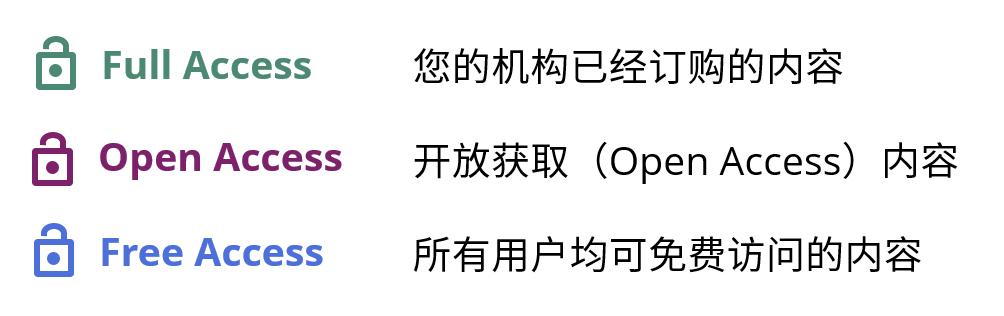 Full Access 您的机构已经订购的内容
Open Access 开放获取（Open Access）内容
Free Access 所有用户均可免费访问的内容